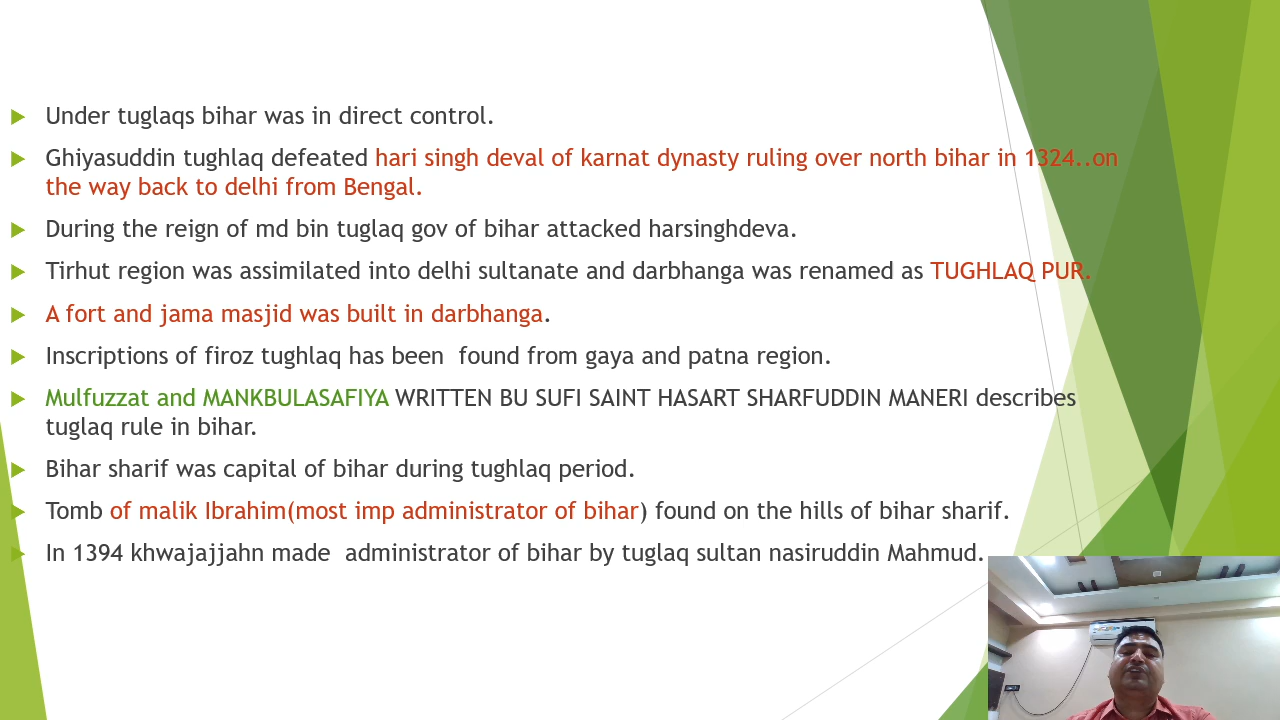 Under tuglaqs bihar was in direct control.
Ghiyasuddin tughlaq defeated hari singh deval of karnat dynasty ruling over north bihar in 1324..on
the way back to delhi from Bengal.
During the reign of md bin tuglaq gov of bihar attacked harsinghdeva.
Tirhut region was assimilated into delhi sultanate and darbhanga was renamed as TUGHLAQ PUR.
A fort and jama masjid was built in darbhanga.
Inscriptions of firoz tughlaq has been  found from gaya and patna region.
Mulfuzzat and MANKBULASAFIYA WRITTEN BU SUFI SAINT HASART SHARFUDDIN MANERI describes
tuglaq rule in bihar.
Bihar sharif was capital of bihar during tughlaq period.
Tomb of malik Ibrahim(most imp administrator of bihar) found on the hills of bihar sharif.
In 1394 khwajajjahn made  administrator of bihar by tuglaq sultan nasiruddin Mahmud.